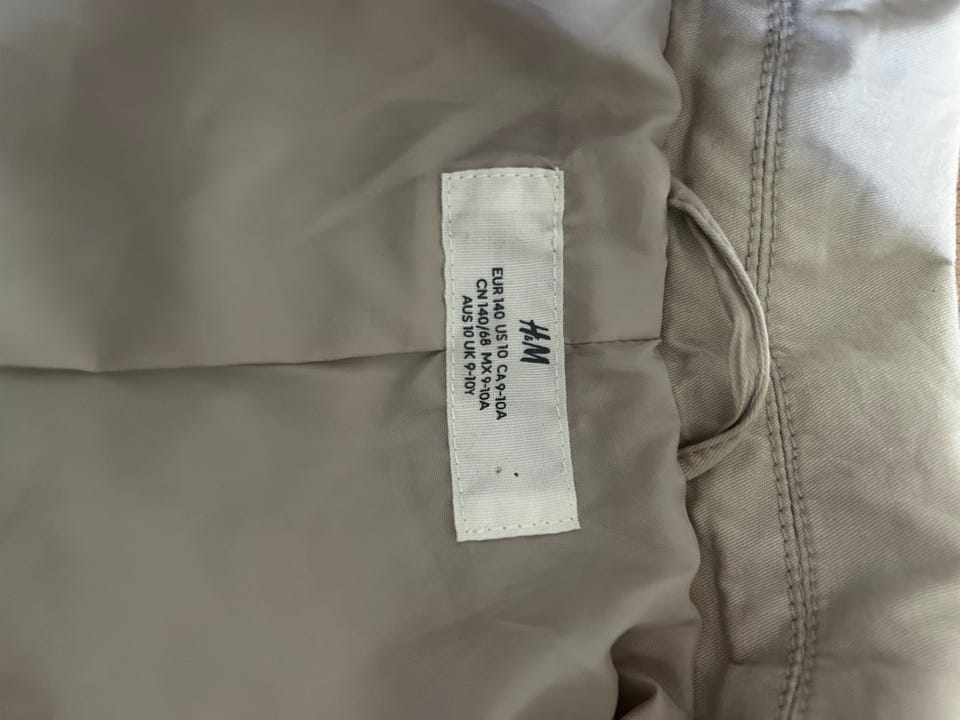 H&M
EUR 140 US 10 CA 9-10A
CN 140/68 MX 9-10A
AUS 10 UK 9-10Y